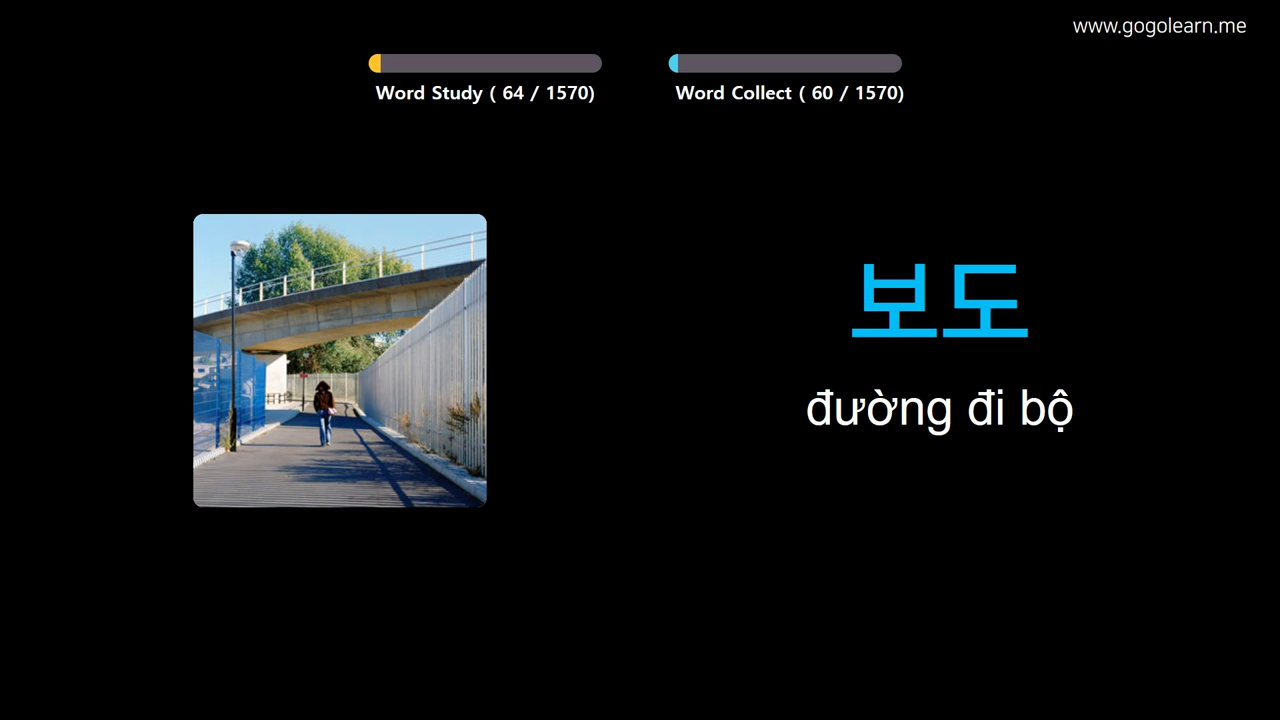 www.gogolearn.me
Word Study ( 64 / 1570)
Word Collect ( 60 / 1570)
보도
đường đi bộ